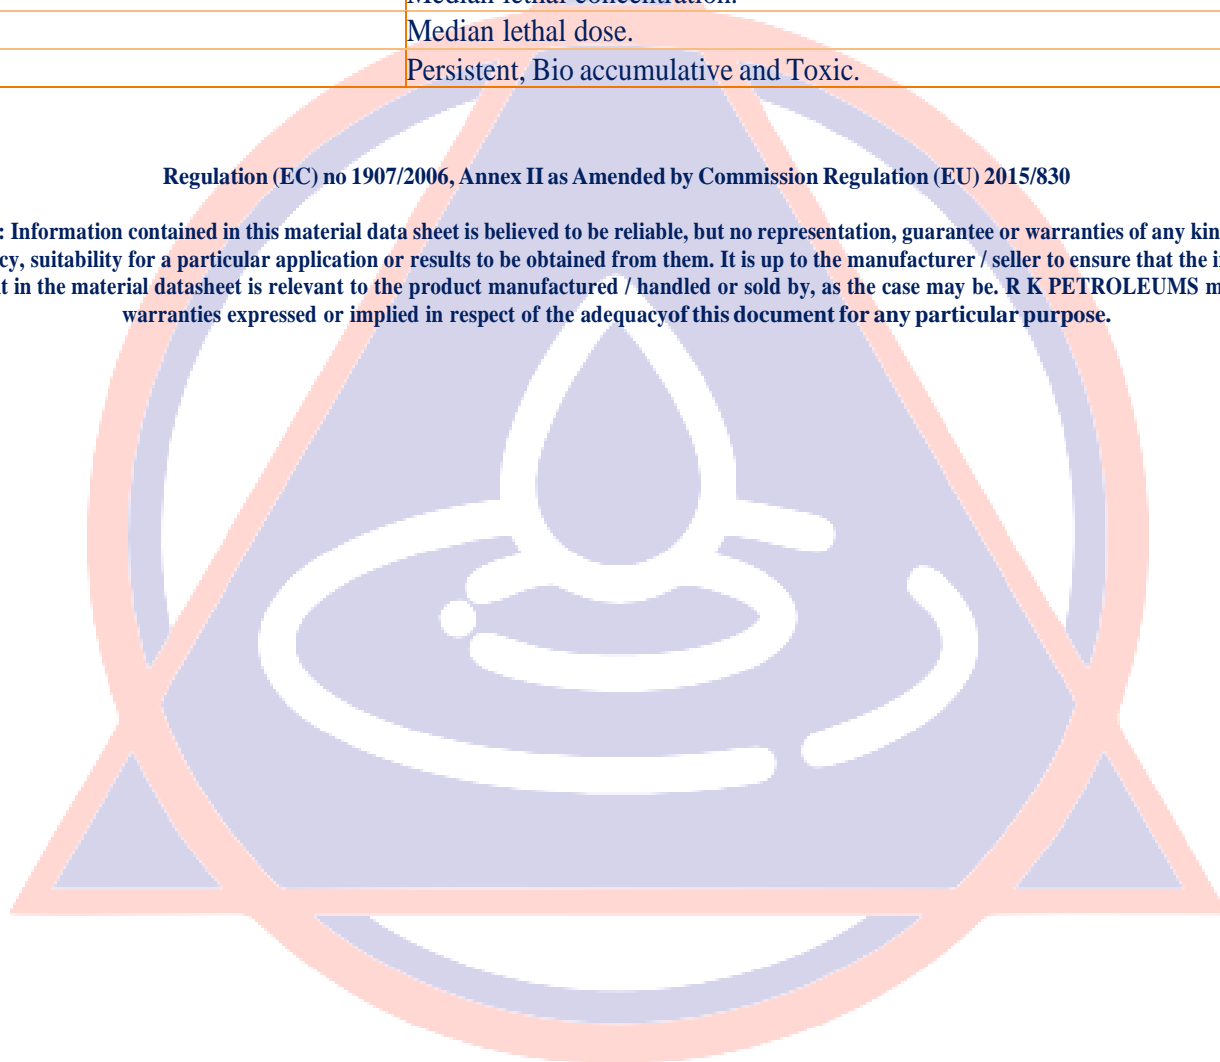 Median lethal concentration.
Median lethal dose.
Persistent, Bio accumulative and Toxic.
Regulation (EC) no 1907/2006, Annex II as Amended by Commission Regulation (EU) 2015/830
: Information contained in this material data sheet is believed to be reliable, but no representation, guarantee or warranties of any
suitability for a particular application or results to be obtained from them. It is up to the manufacturer / seller to ensure that the
in the material datasheet is relevant to the product manufactured / handled or sold by, as the case may be. R K PETROLEUMS
warranties expressed or implied in respect of the adequacyof this document for any particular purpose.